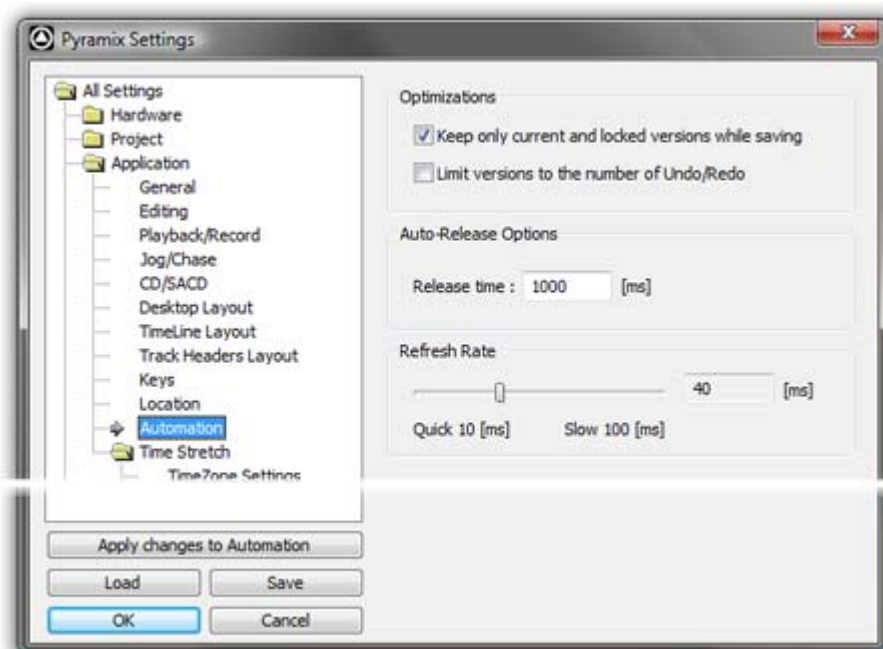 Pyramix Settings
All Settings
Hardware
Project
Application
General
Editing
Playback/Record
Jog/Chase
CD/SACD
Desktop Layout
TimeLine Layout
Track Headers Layout
Keys
Location
Automation
Time Stretch
TimeZone Settings
Apply changes to Automation
Load Save
OK Cancel
Optimizations
Keep only current and locked versions while saving
Limit versions to the number of Undo/Redo
Auto-Release Options
Release time : 1000 [ms]
Refresh Rate
40 [ms]
Quick 10 [ms] Slow 100 [ms]